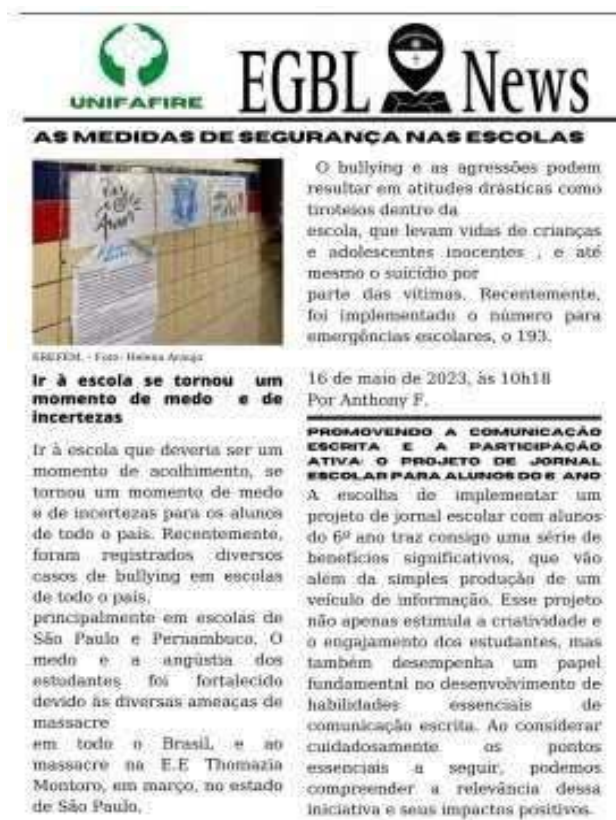 UNIFAFIRE
EGBL News
AS MEDIDAS DE SEGURANÇA NAS ESCOLAS
EREFEM. - Foto: Helena Araujo
Ir à escola se tornou um
momento de medo e de
incertezas
Ir à escola que deveria ser um
momento de acolhimento, se
tornou um momento de medo
e de incertezas para os alunos
de todo o país. Recentemente,
foram registrados diversos
casos de bullying em escolas
de todo o país,
principalmente em escolas de
São Paulo e Pernambuco. O
medo e a angústia dos
estudantes foi fortalecido
devido às diversas ameaças de
massacre
em todo o Brasil, e ao
massacre na E.E Thomazia
Montoro, em março, no estado
de São Paulo.
O bullying e as agressões podem
resultar em atitudes drásticas como
tiroteios dentro da
escola, que levam vidas de crianças
e adolescentes inocentes , e até
mesmo o suicídio por
parte das vítimas. Recentemente,
foi implementado o número para
emergências escolares, o 193.
16 de maio de 2023, às 10h18
Por Anthony F.
PROMOVENDO A COMUNICAÇÃO
ESCRITA E A PARTICIPAÇÃO
ATIVA: O PROJETO DE JORNAL
ESCOLAR PARA ALUNOS DO 6 ANO
A escolha de implementar um
projeto de jornal escolar com alunos
do 6º ano traz consigo uma série de
benefícios significativos, que vão
além da simples produção de um
veículo de informação. Esse projeto
não apenas estimula a criatividade e
o engajamento dos estudantes, mas
também desempenha um papel
fundamental no desenvolvimento de
habilidades essenciais de
comunicação escrita. Ao considerar
cuidadosamente os pontos
essenciais a seguir, podemos
compreender a relevância dessa
iniciativa e seus impactos positivos.